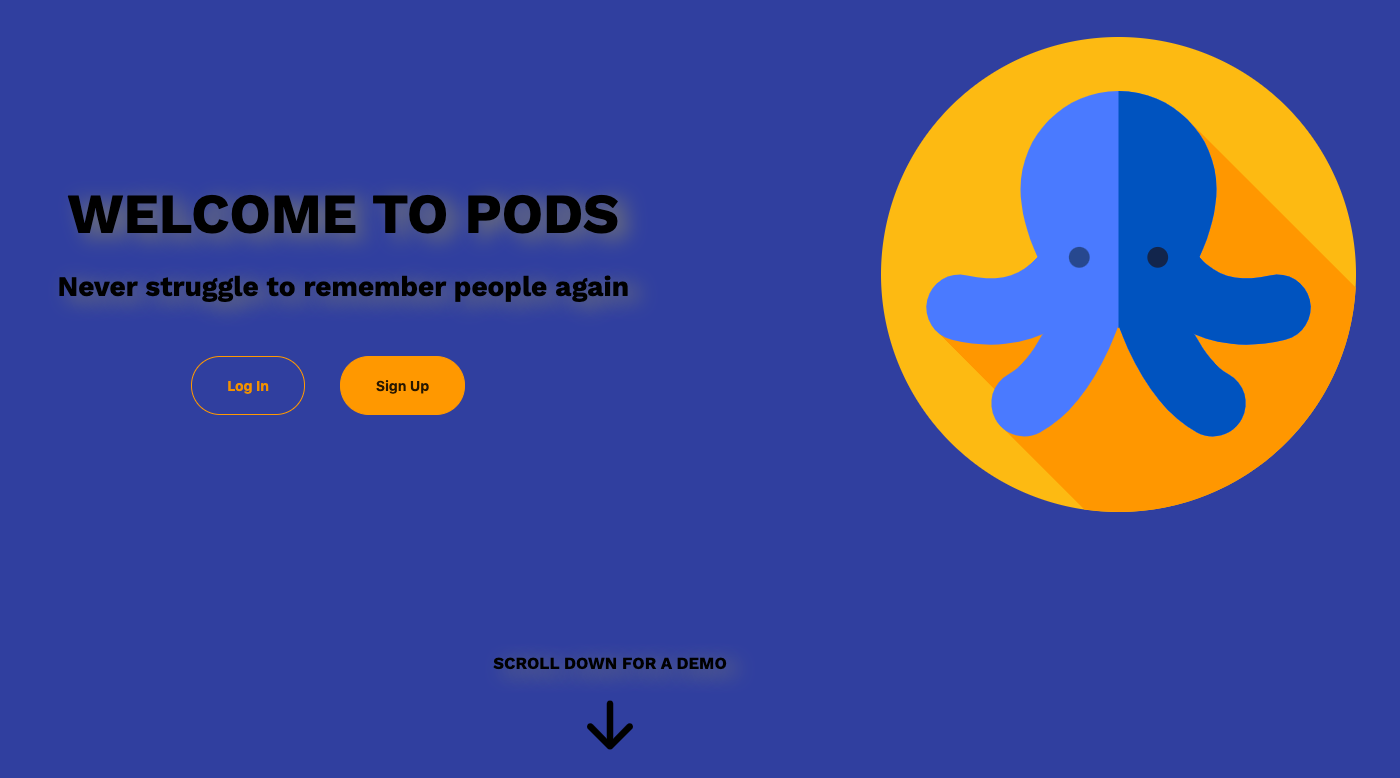 WELCOME TO PODS
Never struggle to remember people again
Log In
Sign Up
SCROLL DOWN FOR A DEMO